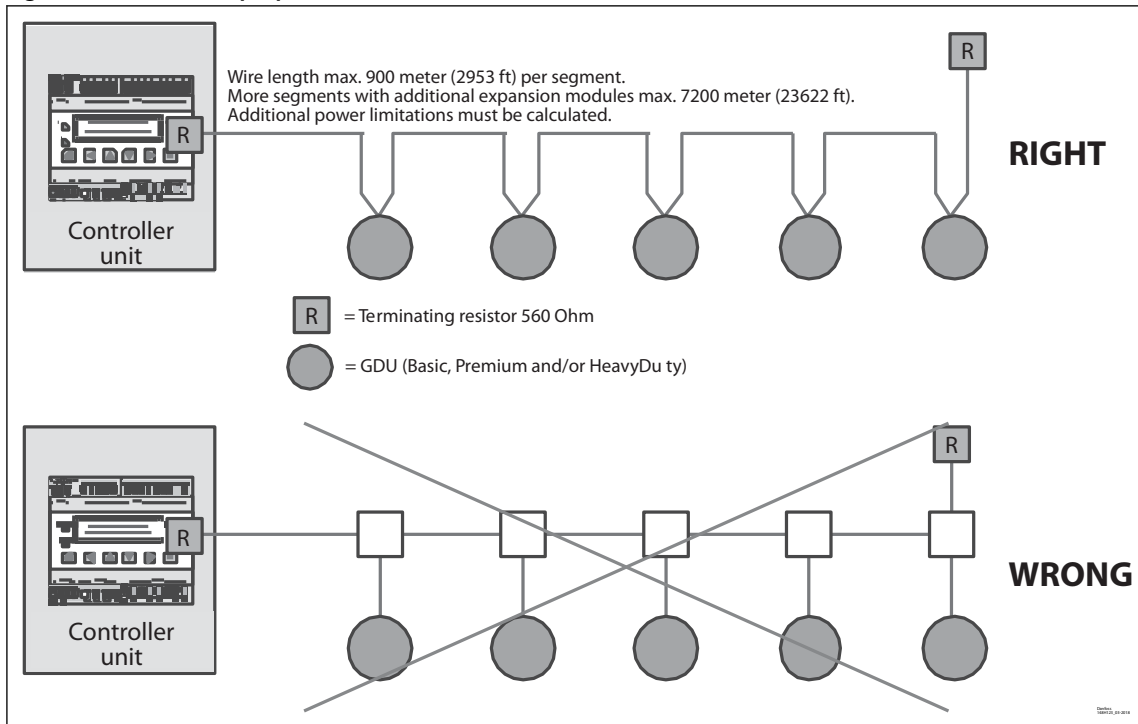 R
Wire length max. 900 meter (2953 ft) per segment.
More segments with additional expansion modules max. 7200 meter (23622 ft).
Additional power limitations must be calculated.
R
RIGHT
Controller
unit
R = Terminating resistor 560 Ohm
= GDU (Basic, Premium and/or HeavyDu ty)
R
R
WRONG
Controller
unit
Danfoss